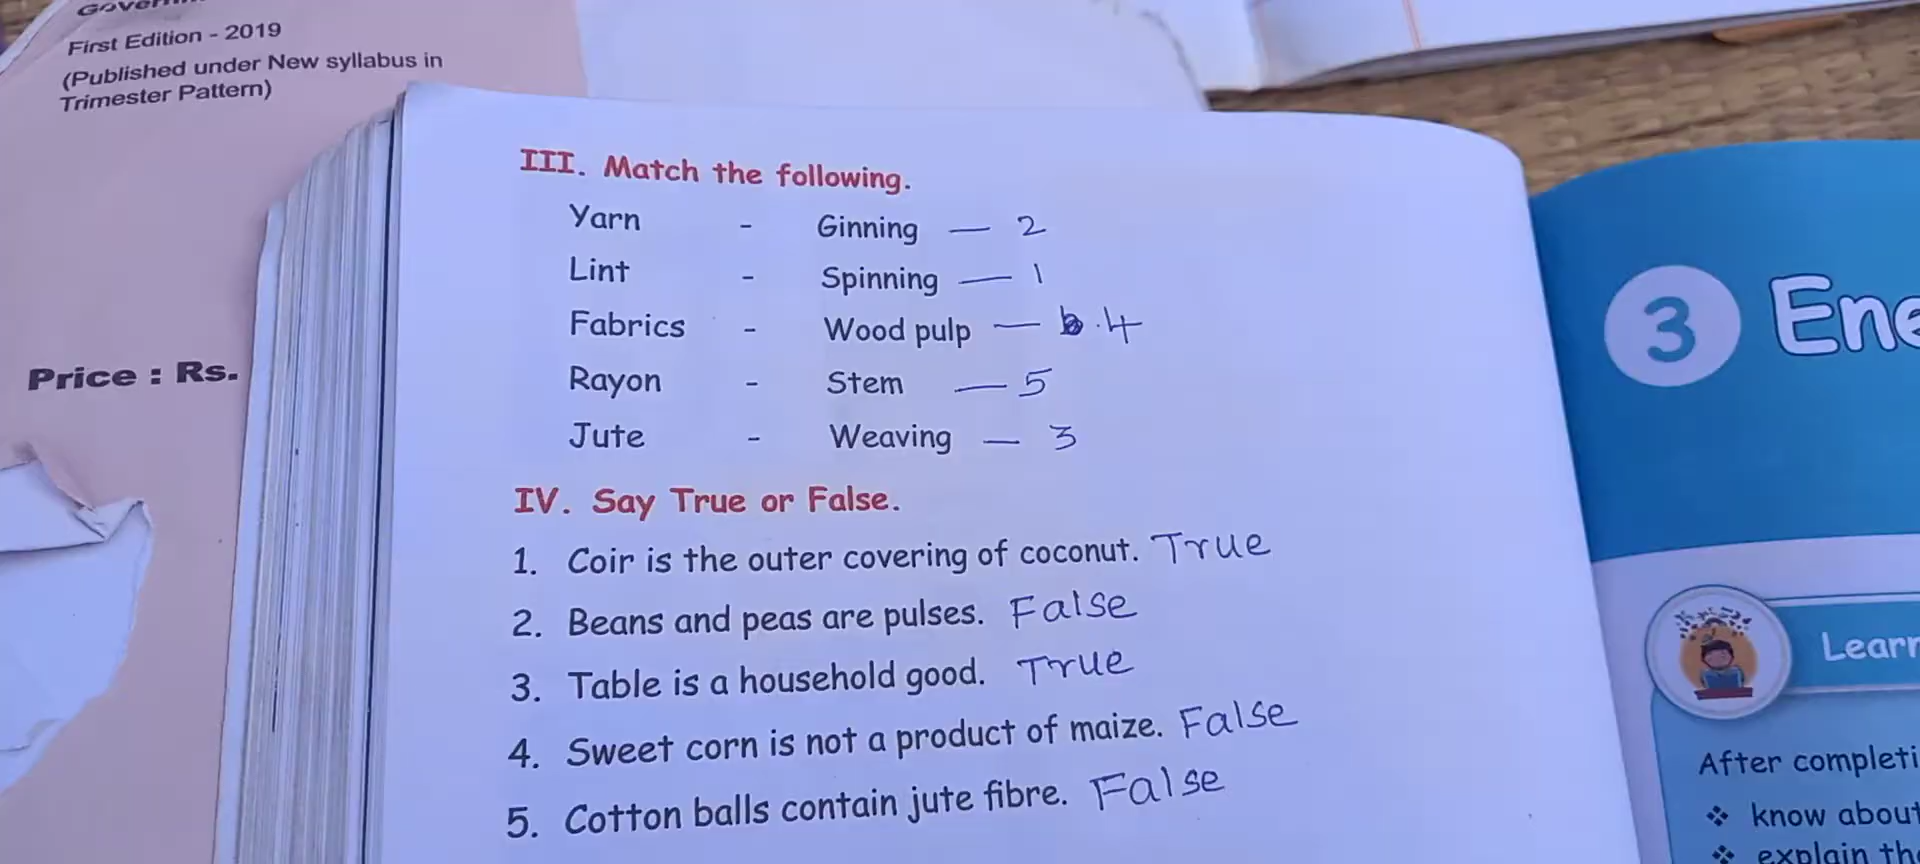 First Edition - 2019
(Published under New syllabus in
Trimester Pattern)
Price : Rs.
III. Match the following.
Yarn - Ginning — 2
Lint - Spinning — 1
Fabrics - Wood pulp — 4
Rayon - Stem — 5
Jute - Weaving — 3
IV. Say True or False.
1. Coir is the outer covering of coconut. True
2. Beans and peas are pulses. False
3. Table is a household good. True
4. Sweet corn is not a product of maize. False
5. Cotton balls contain jute fibre. False
3 Ene
Learn
After completi
❖ know about
❖ explain the